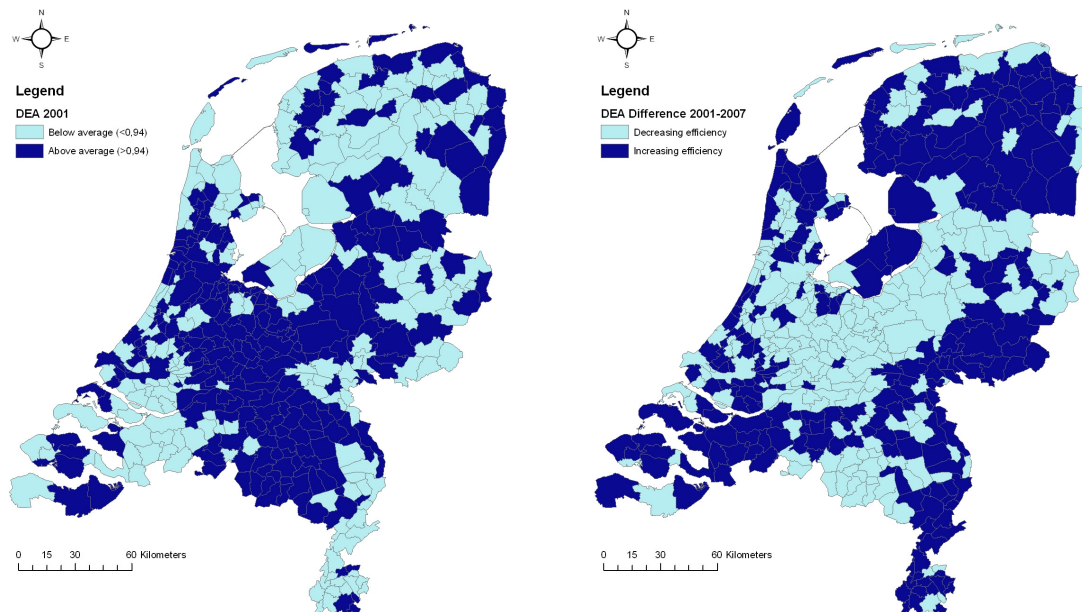 N
W E
S
Legend
DEA 2001
Below average (<0,94)
Above average (>0,94)
0 15 30 60 Kilometers
N
W E
S
Legend
DEA Difference 2001-2007
Decreasing efficiency
Increasing efficiency
0 15 30 60 Kilometers